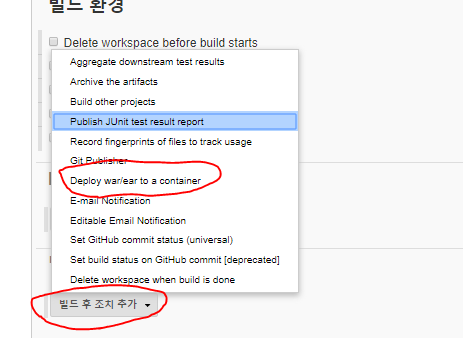 빌드 환경
Delete workspace before build starts
Aggregate downstream test results
Archive the artifacts
Build other projects
Publish JUnit test result report
Record fingerprints of files to track usage
Git Publisher
Deploy war/ear to a container
E-mail Notification
Editable Email Notification
Set GitHub commit status (universal)
Set build status on GitHub commit [deprecated]
Delete workspace when build is done
빌드 후 조치 추가